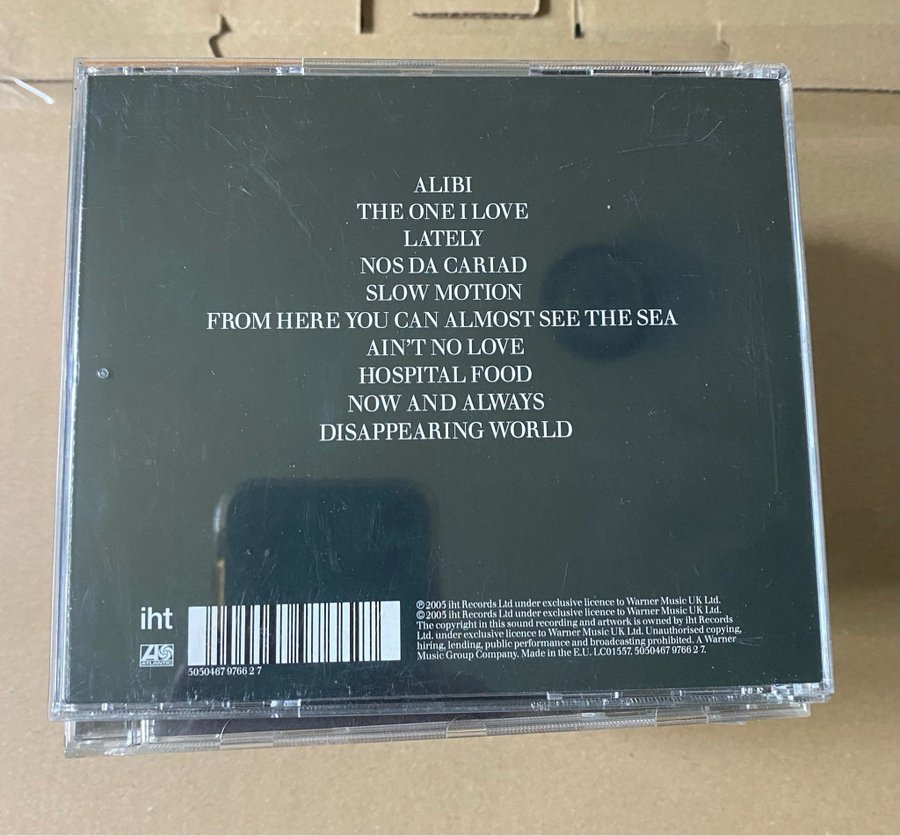 ALIBI
THE ONE I LOVE
LATELY
NOS DA CARIAD
SLOW MOTION
FROM HERE YOU CAN ALMOST SEE THE SEA
AIN'T NO LOVE
HOSPITAL FOOD
NOW AND ALWAYS
DISAPPEARING WORLD
iht
ATLANTIC
5050467 9766 2 7
℗ 2005 iht Records Ltd under exclusive licence to Warner Music UK Ltd.
© 2005 iht Records Ltd under exclusive licence to Warner Music UK Ltd.
The copyright in this sound recording and artwork is owned by iht Records
Ltd. under exclusive licence to Warner Music UK Ltd. Unauthorised copying,
hiring, lending, public performance and broadcasting prohibited. A Warner
Music Group Company. Made in the E.U. LC01557. 5050467 9766 2 7.